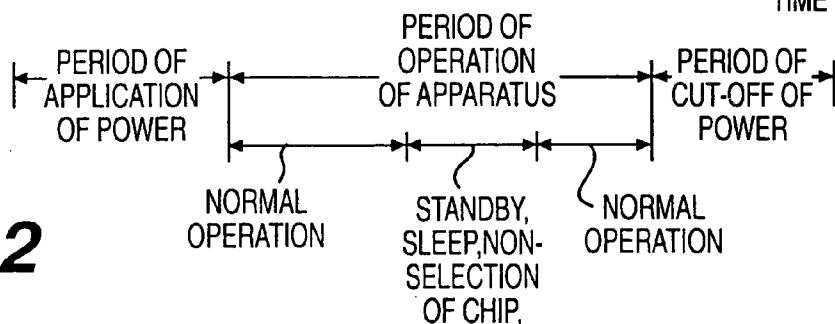 TIME
PERIOD OF
APPLICATION
OF POWER
PERIOD OF
OPERATION
OF APPARATUS
PERIOD OF
CUT-OFF OF
POWER
NORMAL
OPERATION
STANDBY,
SLEEP,NON-
SELECTION
OF CHIP,
NORMAL
OPERATION
2